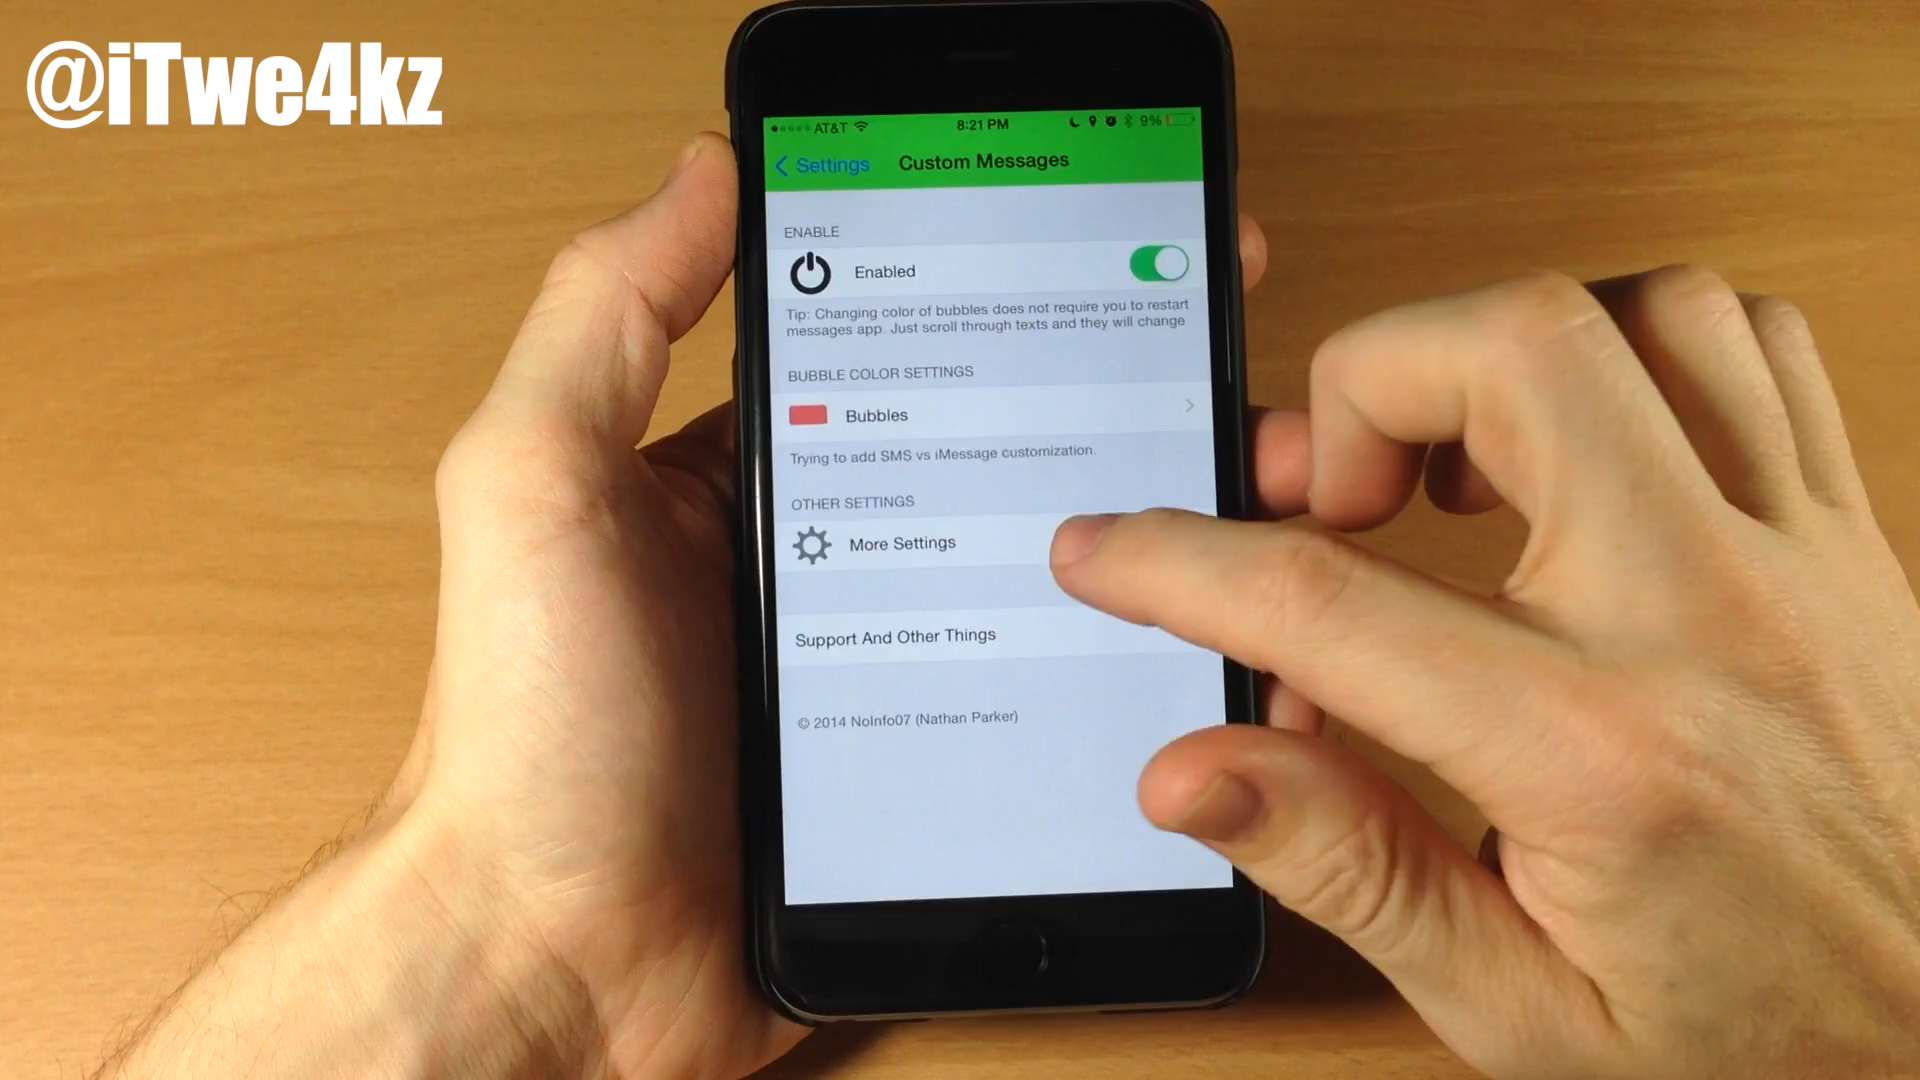 @iTwe4kz
AT&T 8:21 PM 9%
Settings Custom Messages
ENABLE
Enabled
Tip: Changing color of bubbles does not require you to restart
messages app. Just scroll through texts and they will change
BUBBLE COLOR SETTINGS
Bubbles
Trying to add SMS vs iMessage customization.
OTHER SETTINGS
More Settings
Support And Other Things
© 2014 NoInfo07 (Nathan Parker)